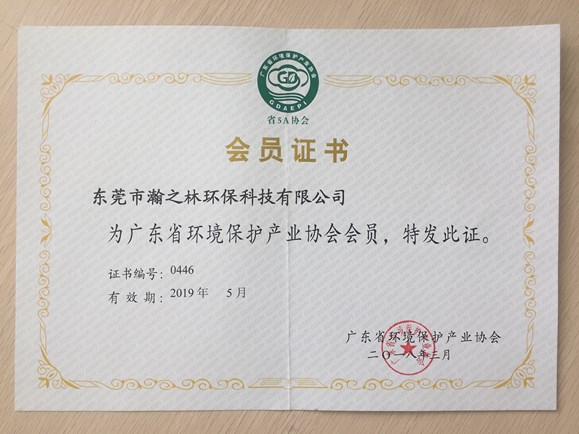 广东省环境保护产业协会
GDAEPI
省5A协会
会员证书
东莞市瀚之林环保科技有限公司
为广东省环境保护产业协会会员，特发此证。
证书编号：0446
有效期：2019年 5月
广东省环境保护产业协会
二〇一八年三月